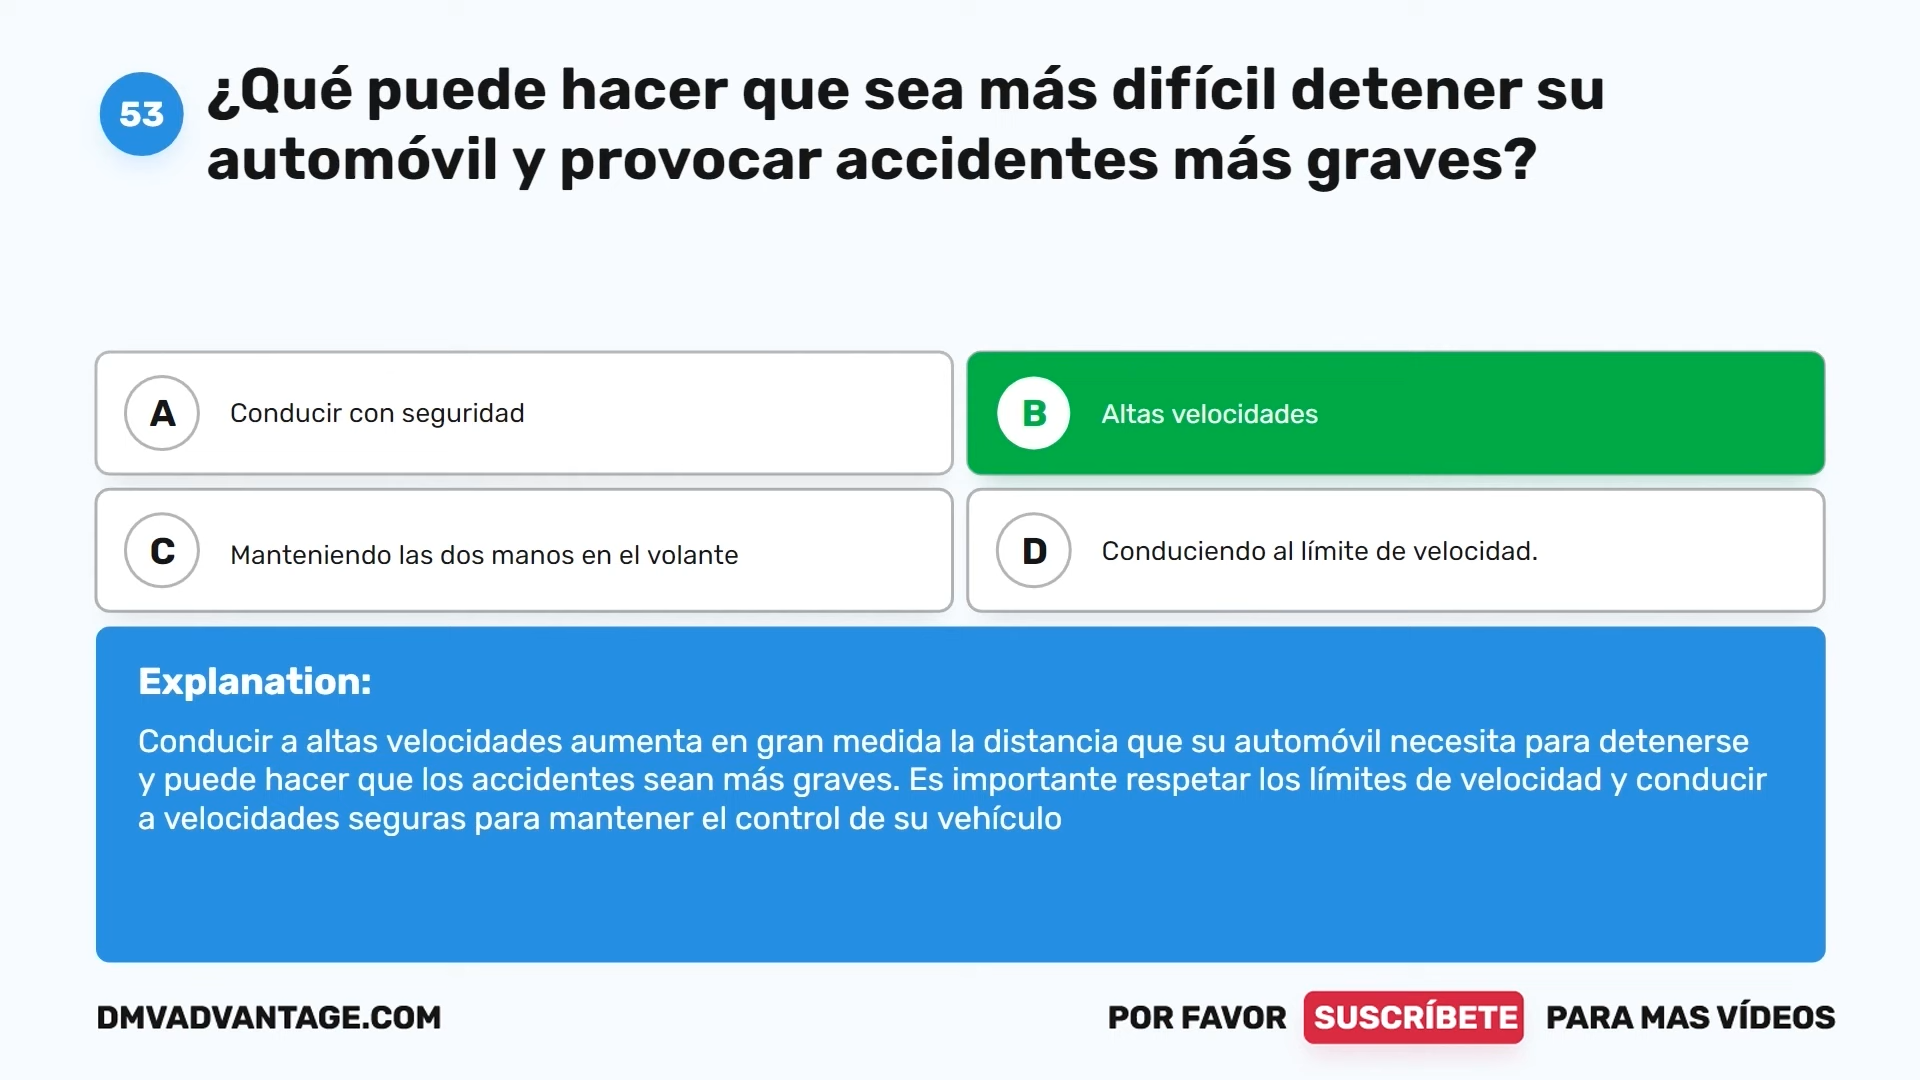 53
¿Qué puede hacer que sea más difícil detener su
automóvil y provocar accidentes más graves?
A Conducir con seguridad
B Altas velocidades
C Manteniendo las dos manos en el volante
D Conduciendo al límite de velocidad.
Explanation:
Conducir a altas velocidades aumenta en gran medida la distancia que su automóvil necesita para detenerse
y puede hacer que los accidentes sean más graves. Es importante respetar los límites de velocidad y conducir
a velocidades seguras para mantener el control de su vehículo
DMVADVANTAGE.COM
POR FAVOR SUSCRÍBETE PARA MAS VÍDEOS